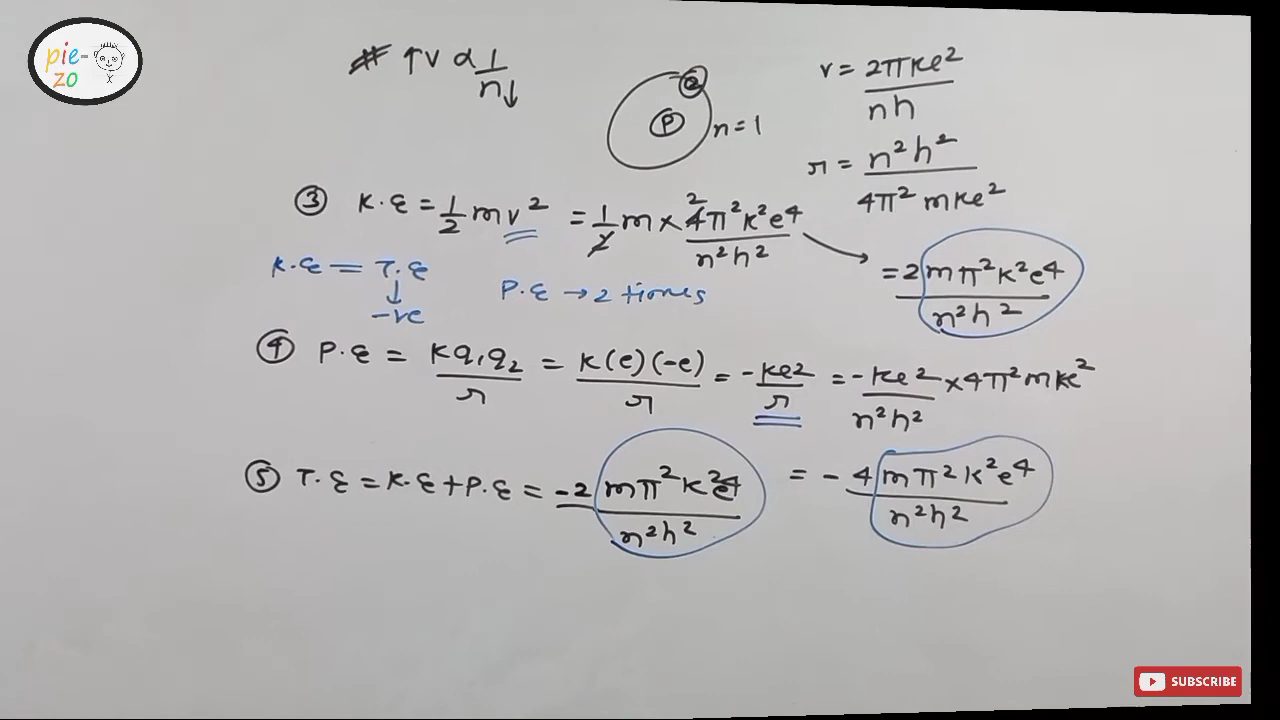 pie-
zo
# ↑v ∝ 1/n↓
e
P
n=1
v = 2πke²/nh
r = n²h²/4π²mke²
③ K.E = 1/2 mv² = 1/2 m × 4π²k²e⁴/n²h²
2
= 2mπ²k²e⁴/n²h²
K.E = T.E
↓
-ve
P.E → 2 times
④ P.E = kq₁q₂/r = k(e)(-e)/r = -ke²/r = -ke²/n²h² × 4π²mke²
⑤ T.E = K.E + P.E = -2mπ²k²e⁴/n²h²
= -4mπ²k²e⁴/n²h²
SUBSCRIBE